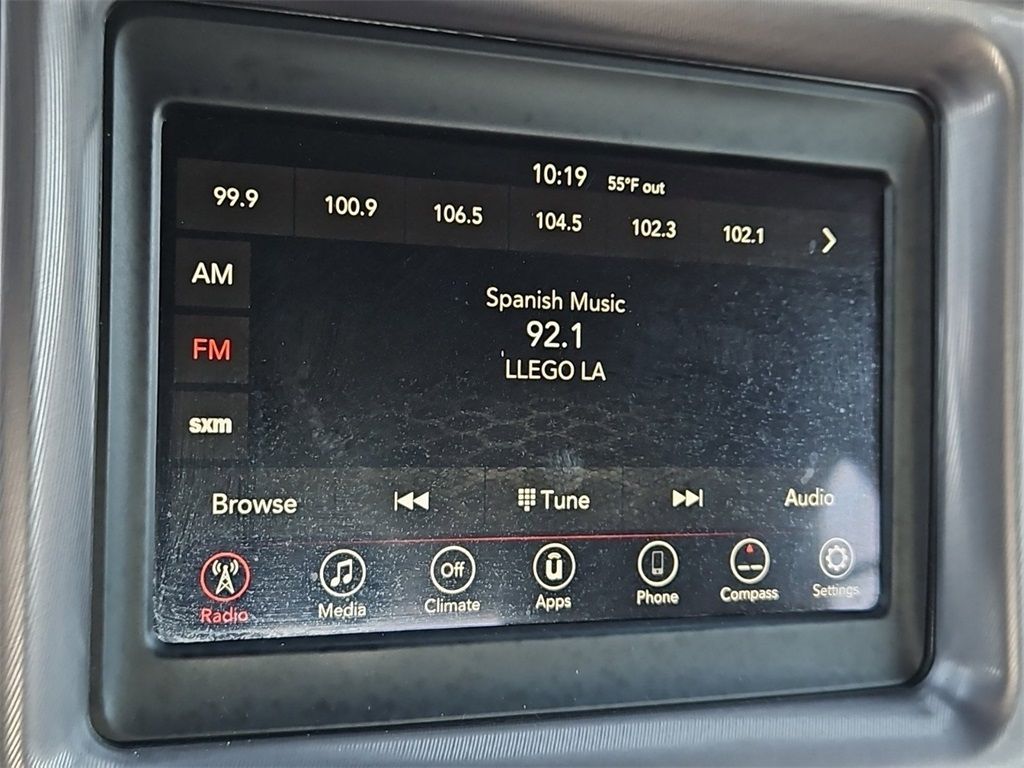 10:19 55°F out
99.9 100.9 106.5 104.5 102.3 102.1
AM
Spanish Music
92.1
LLEGO LA
FM
sxm
Browse Tune Audio
Off
Radio Media Climate Apps Phone Compass Settings